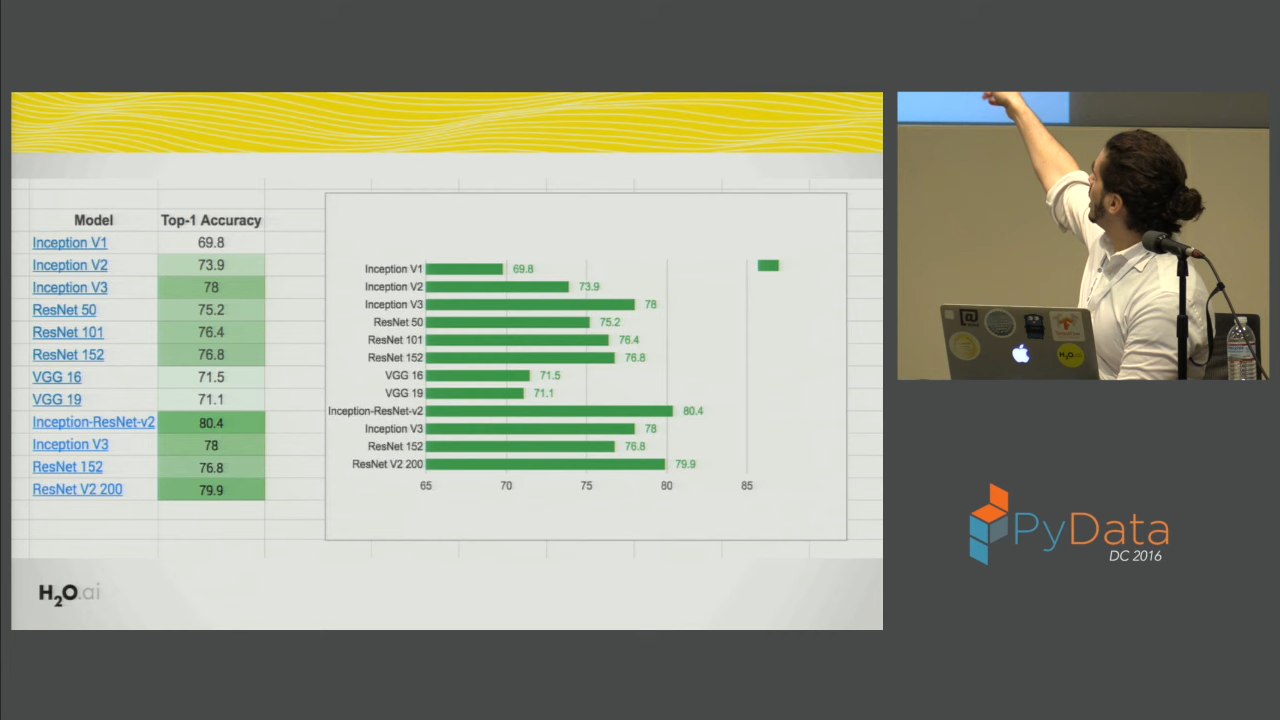 Model Top-1 Accuracy
Inception V1 69.8
Inception V2 73.9
Inception V3 78
ResNet 50 75.2
ResNet 101 76.4
ResNet 152 76.8
VGG 16 71.5
VGG 19 71.1
Inception-ResNet-v2 80.4
Inception V3 78
ResNet 152 76.8
ResNet V2 200 79.9
Inception V1 69.8
Inception V2 73.9
Inception V3 78
ResNet 50 75.2
ResNet 101 76.4
ResNet 152 76.8
VGG 16 71.5
VGG 19 71.1
Inception-ResNet-v2 80.4
Inception V3 78
ResNet 152 76.8
ResNet V2 200 79.9
65 70 75 80 85
H2O.ai
H2O.ai
PyData
DC 2016